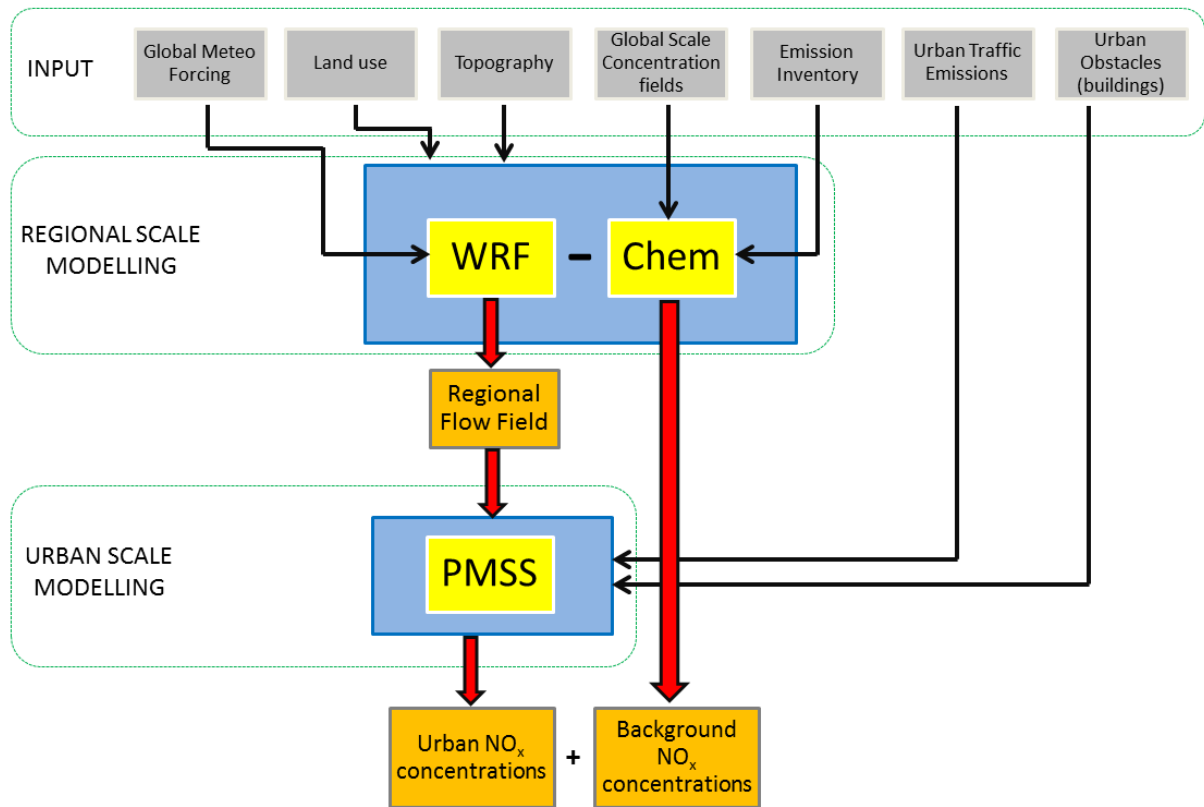 INPUT
Global Meteo
Forcing
Land use
Topography
Global Scale
Concentration
fields
Emission
Inventory
Urban Traffic
Emissions
Urban
Obstacles
(buildings)
REGIONAL SCALE
MODELLING
WRF - Chem
Regional
Flow Field
URBAN SCALE
MODELLING
PMSS
Urban NOx
concentrations
+
Background
NOx
concentrations